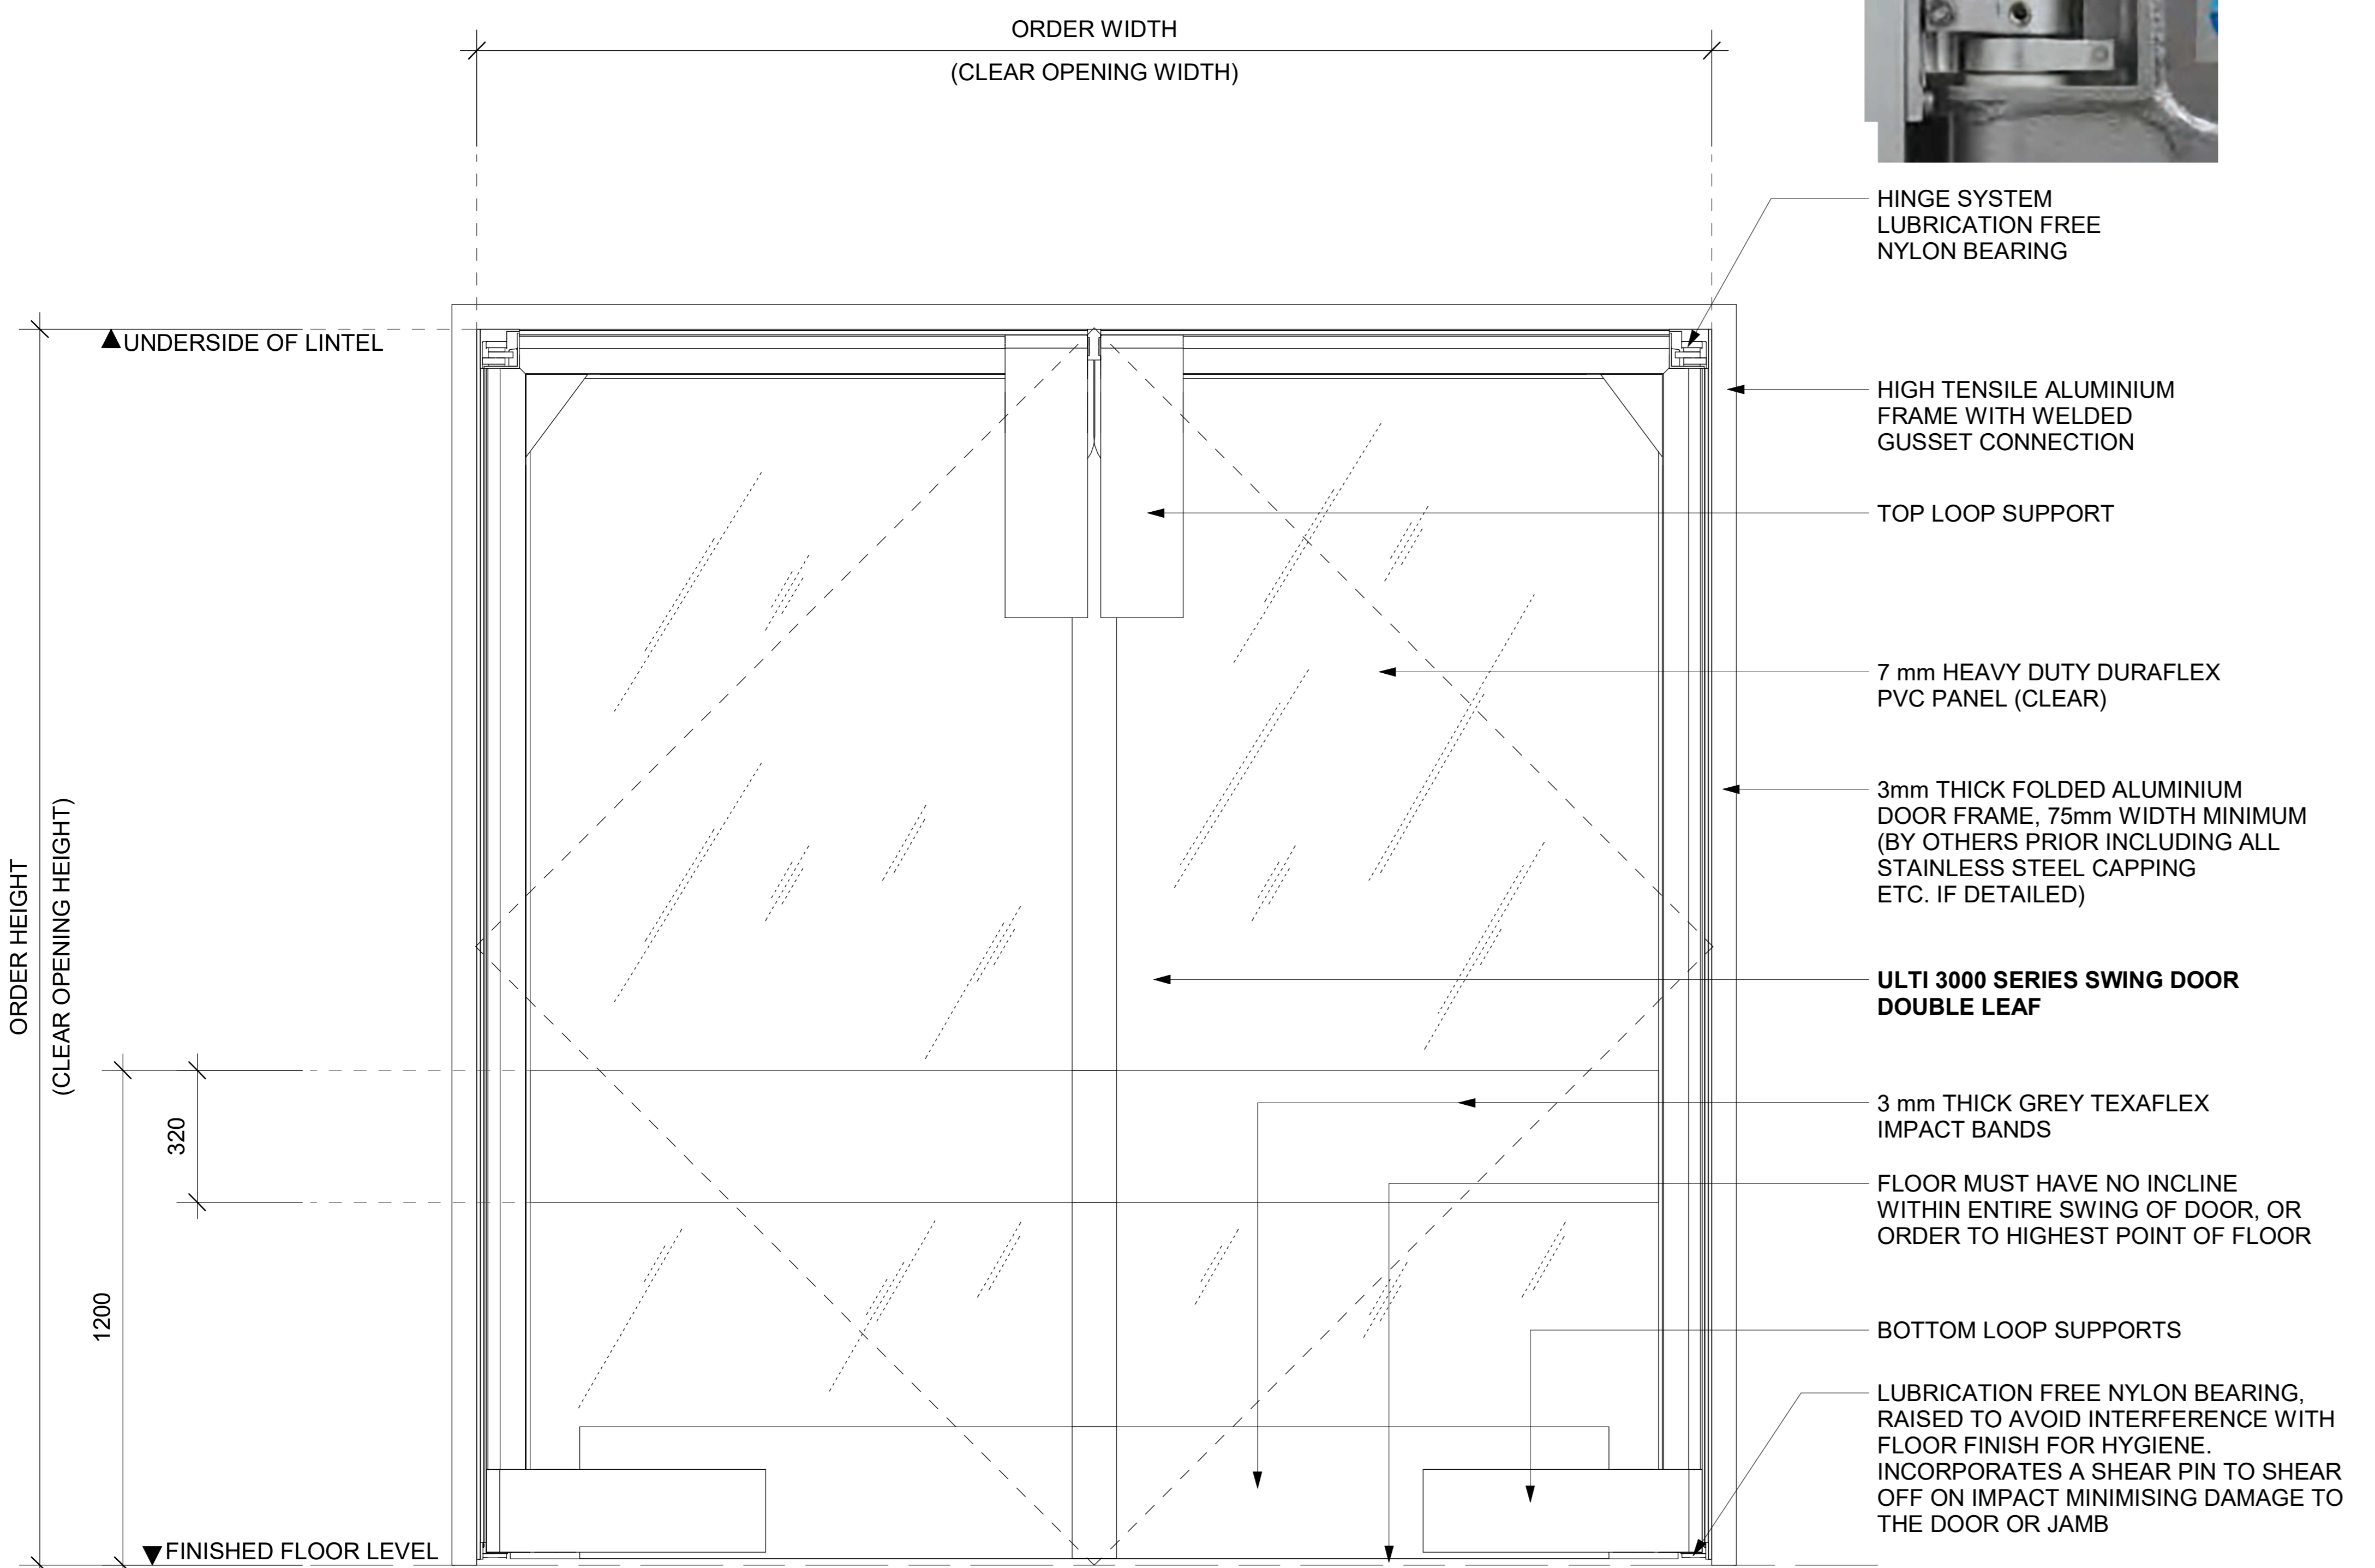 ORDER WIDTH
(CLEAR OPENING WIDTH)
HINGE SYSTEM
LUBRICATION FREE
NYLON BEARING
UNDERSIDE OF LINTEL
HIGH TENSILE ALUMINIUM
FRAME WITH WELDED
GUSSET CONNECTION
TOP LOOP SUPPORT
7 mm HEAVY DUTY DURAFLEX
PVC PANEL (CLEAR)
3mm THICK FOLDED ALUMINIUM
DOOR FRAME, 75mm WIDTH MINIMUM
(BY OTHERS PRIOR INCLUDING ALL
STAINLESS STEEL CAPPING
ETC. IF DETAILED)
ORDER HEIGHT
(CLEAR OPENING HEIGHT)
ULTI 3000 SERIES SWING DOOR
DOUBLE LEAF
320
3 mm THICK GREY TEXAFLEX
IMPACT BANDS
FLOOR MUST HAVE NO INCLINE
WITHIN ENTIRE SWING OF DOOR, OR
ORDER TO HIGHEST POINT OF FLOOR
1200
BOTTOM LOOP SUPPORTS
LUBRICATION FREE NYLON BEARING,
RAISED TO AVOID INTERFERENCE WITH
FLOOR FINISH FOR HYGIENE.
INCORPORATES A SHEAR PIN TO SHEAR
OFF ON IMPACT MINIMISING DAMAGE TO
THE DOOR OR JAMB
FINISHED FLOOR LEVEL